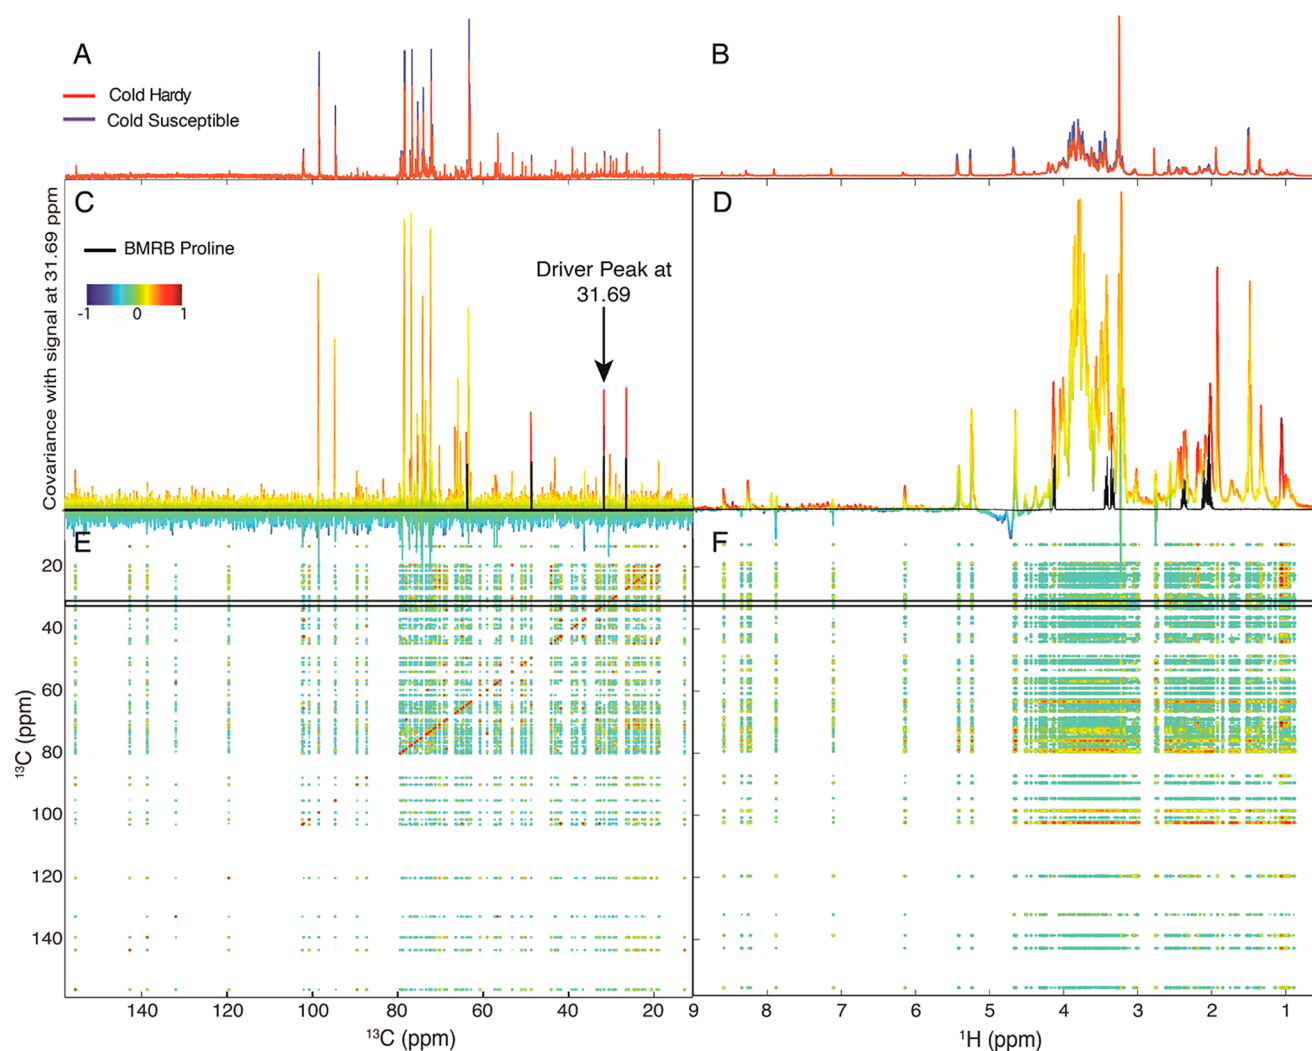 A
B
Cold Hardy
Cold Susceptible
C
D
BMRB Proline
-1 0 1
Driver Peak at
31.69
Covariance with signal at 31.69 ppm
E
F
20
40
60
80
100
120
140
¹³C (ppm)
140 120 100 80 60 40 20
9 8 7 6 5 4 3 2 1
¹³C (ppm)
¹H (ppm)